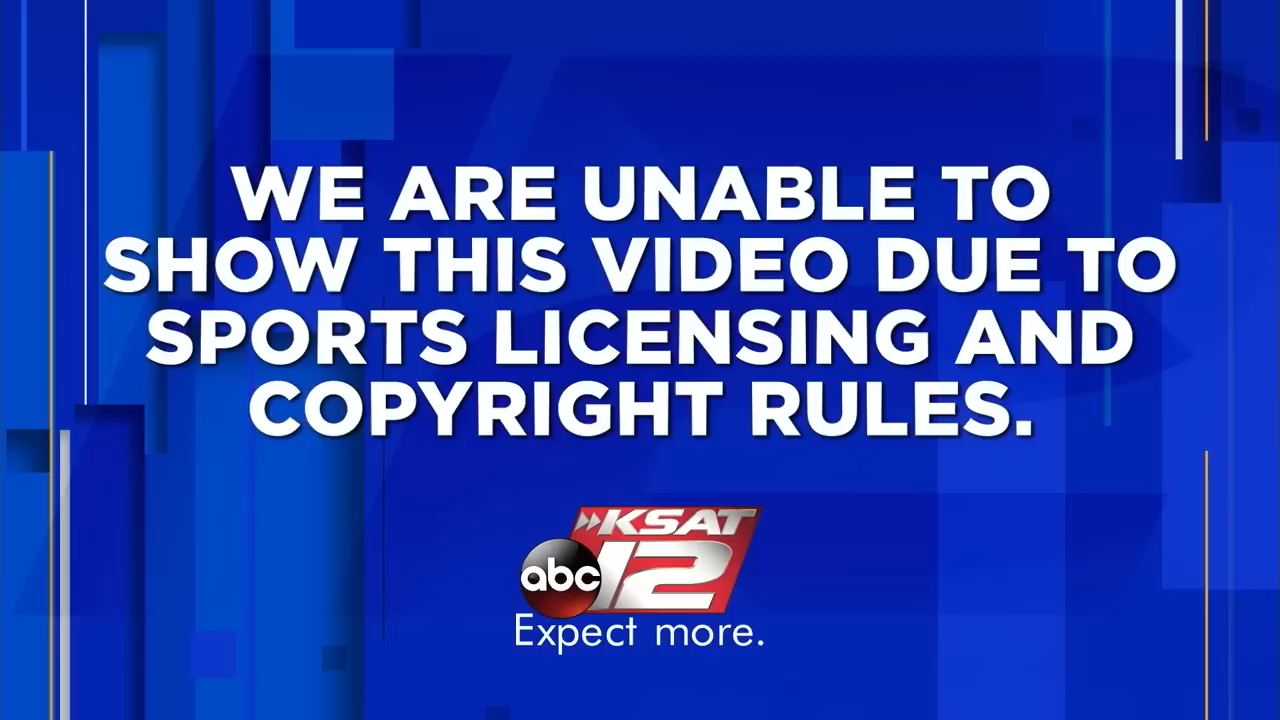 WE ARE UNABLE TO
SHOW THIS VIDEO DUE TO
SPORTS LICENSING AND
COPYRIGHT RULES.
KSAT
abc 12
Expect more.